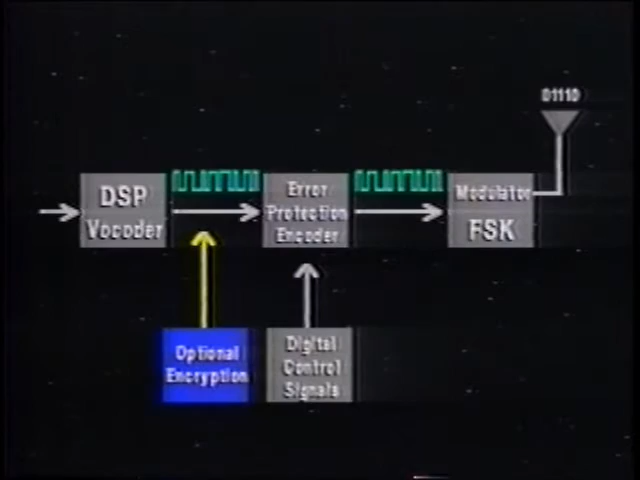 01110
DSP
Vocoder
Error
Protection
Encoder
Modulator
FSK
Optional
Encryption
Digital
Control
Signals